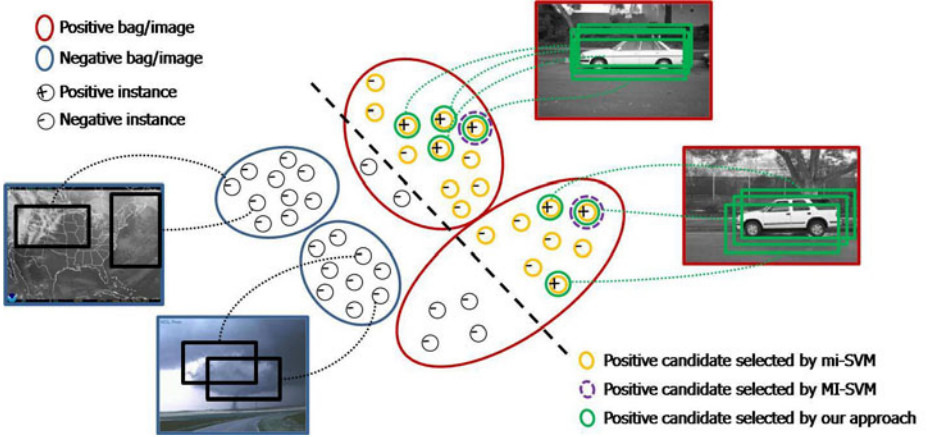 Positive bag/image
Negative bag/image
Positive instance
Negative instance
Positive candidate selected by mi-SVM
Positive candidate selected by MI-SVM
Positive candidate selected by our approach